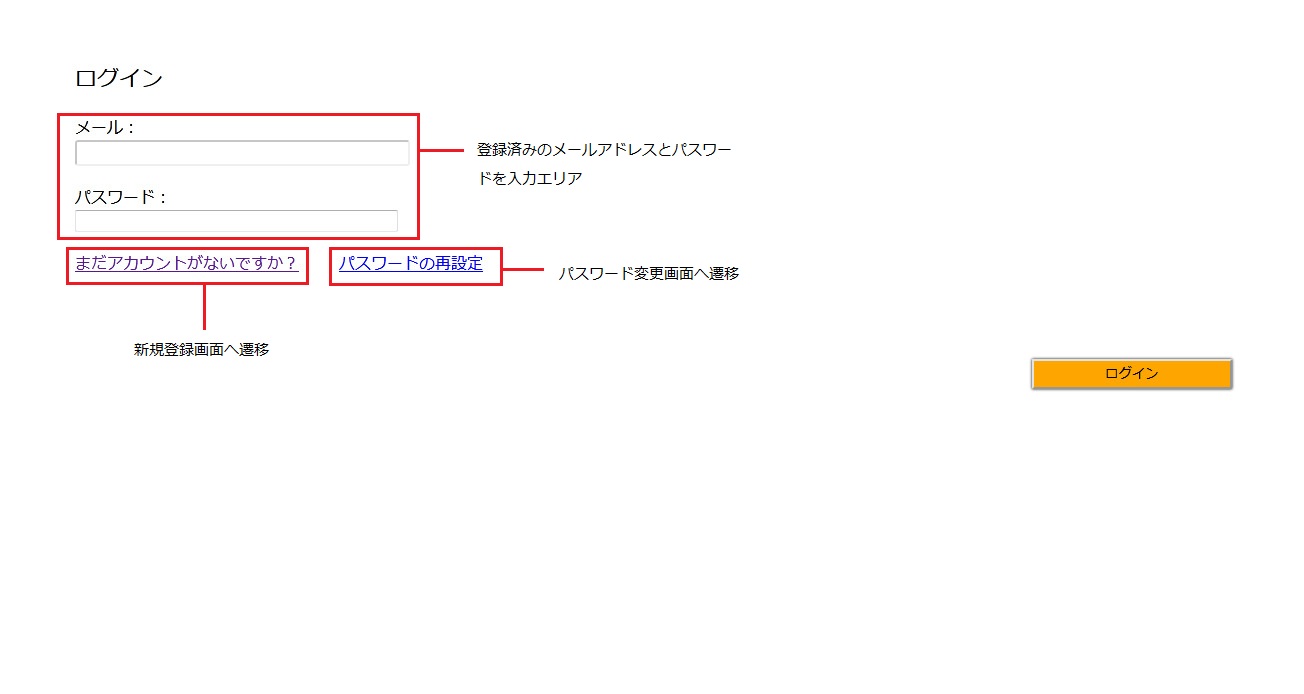 ログイン
メール：
登録済みのメールアドレスとパスワー
ドを入力エリア
パスワード：
まだアカウントがないですか？
パスワードの再設定
パスワード変更画面へ遷移
新規登録画面へ遷移
ログイン